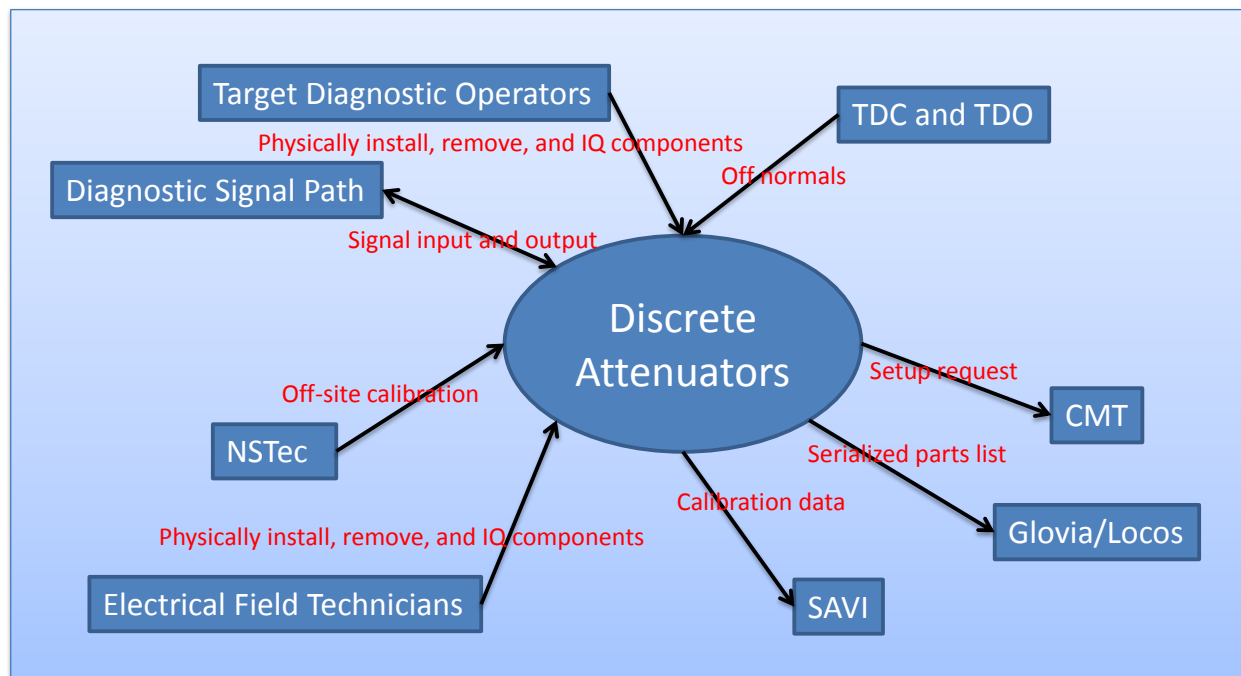 Target Diagnostic Operators
TDC and TDO
Physically install, remove, and IQ components
Off normals
Diagnostic Signal Path
Signal input and output
Discrete
Attenuators
Setup request
Off-site calibration
CMT
NSTec
Serialized parts list
Calibration data
Glovia/Locos
Physically install, remove, and IQ components
Electrical Field Technicians
SAVI